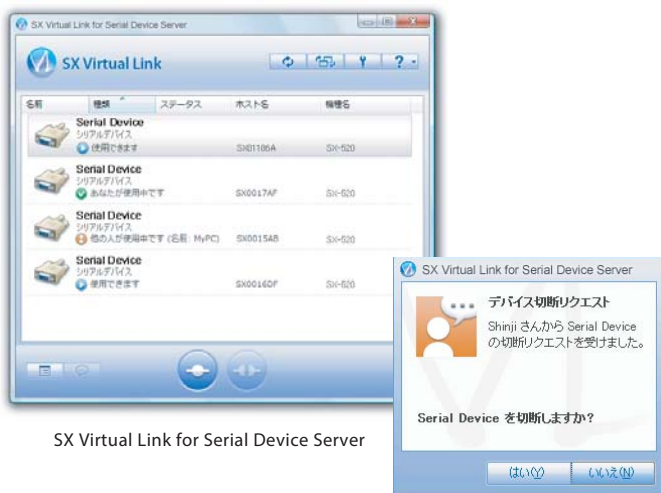 SX Virtual Link for Serial Device Server
SX Virtual Link
名前 種類 ステータス ホスト名 機種名
Serial Device
シリアルデバイス
使用できます SX01186A SX-520
Serial Device
シリアルデバイス
あなたが使用中です SX0017AF SX-520
Serial Device
シリアルデバイス
他の人が使用中です (名前: MyPC) SX0015AB SX-520
Serial Device
シリアルデバイス
使用できます SX0016DF SX-520
SX Virtual Link for Serial Device Server
SX Virtual Link for Serial Device Server
デバイス切断リクエスト
Shinji さんから Serial Device
の切断リクエストを受けました。
Serial Device を切断しますか?
はい(Y) いいえ(N)